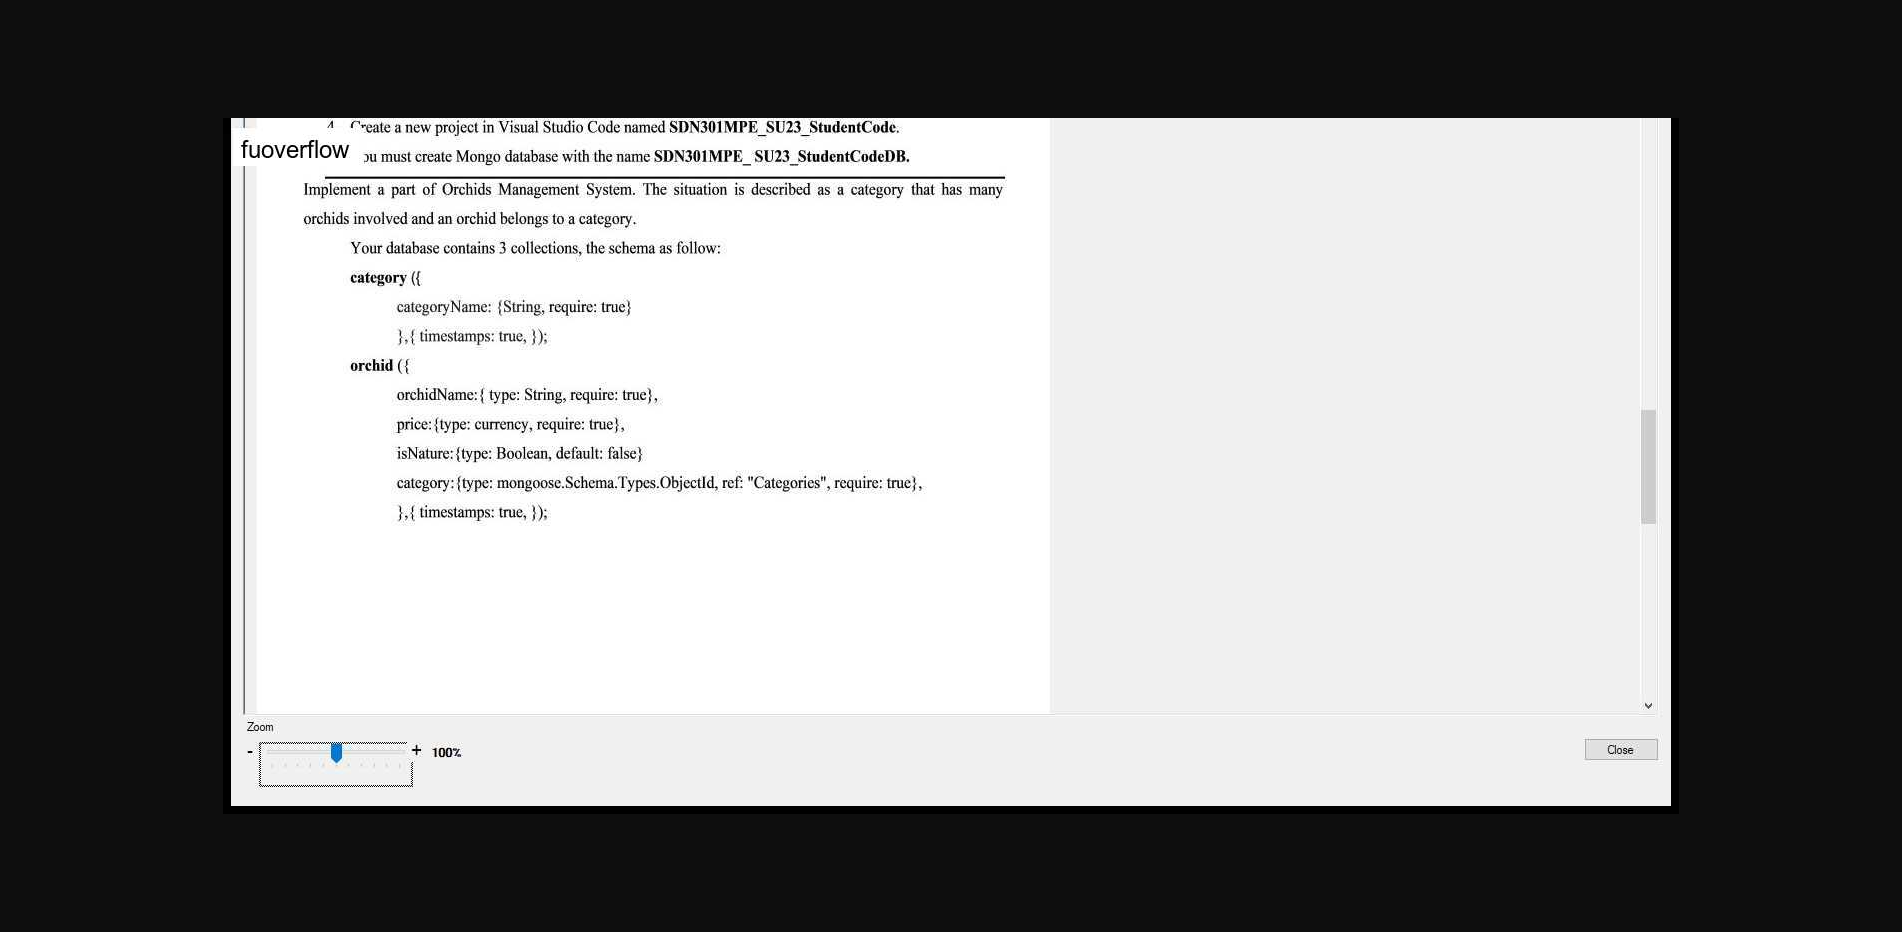 4. Create a new project in Visual Studio Code named SDN301MPE_SU23_StudentCode.
fuoverflow
must create Mongo database with the name SDN301MPE_ SU23_StudentCodeDB.
Implement a part of Orchids Management System. The situation is described as a category that has many
orchids involved and an orchid belongs to a category.
Your database contains 3 collections, the schema as follow:
category ({
categoryName: {String, require: true}
},{ timestamps: true, });
orchid ({
orchidName:{ type: String, require: true},
price:{type: currency, require: true},
isNature:{type: Boolean, default: false}
category:{type: mongoose.Schema.Types.ObjectId, ref: "Categories", require: true},
},{ timestamps: true, });
Zoom
- + 100%
Close